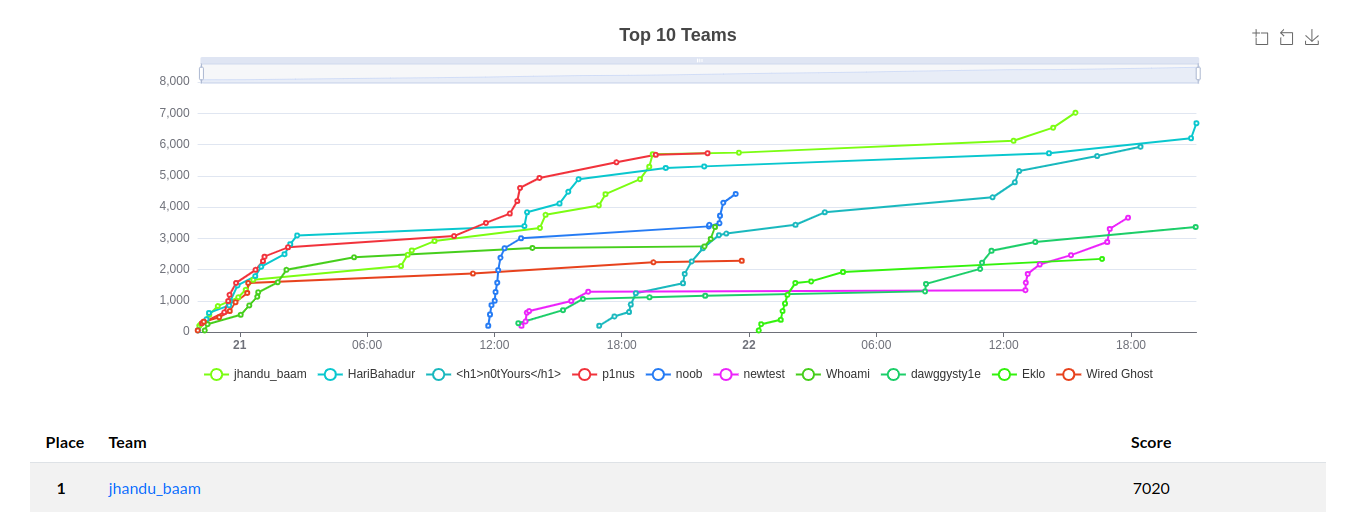 Top 10 Teams
8,000
7,000
6,000
5,000
4,000
3,000
2,000
1,000
0
21 06:00 12:00 18:00 22 06:00 12:00 18:00
jhandu_baam HariBahadur <h1>n0tYours</h1> p1nus noob newtest Whoami dawggysty1e Eklo Wired Ghost
Place Team Score
1 jhandu_baam 7020